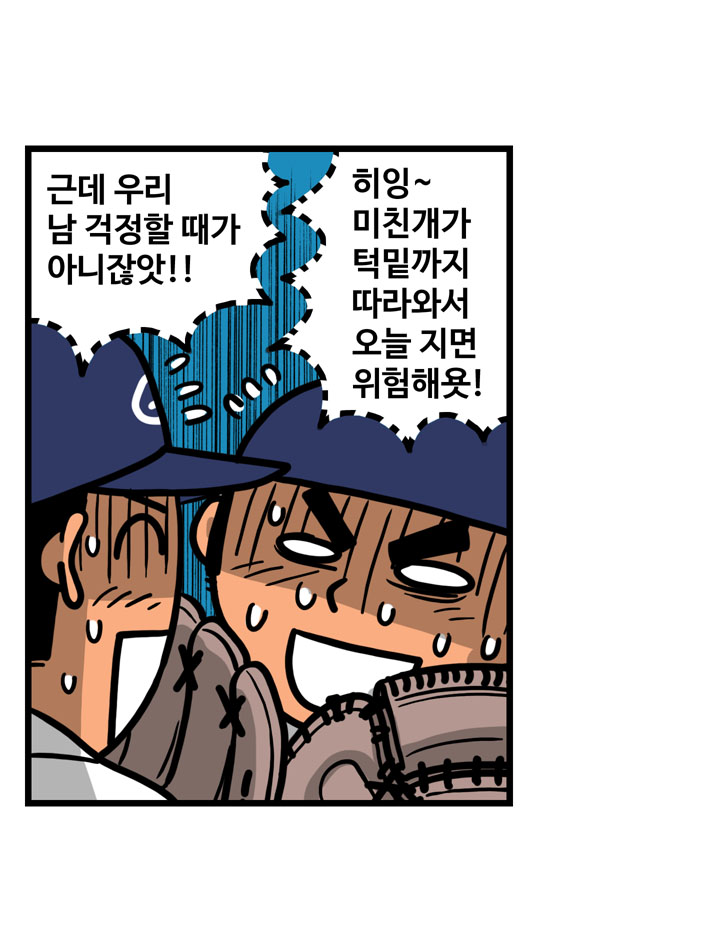 근데 우리
남 걱정할 때가
아니잖앗!!
히잉~
미친개가
턱밑까지
따라와서
오늘 지면
위험해욧!